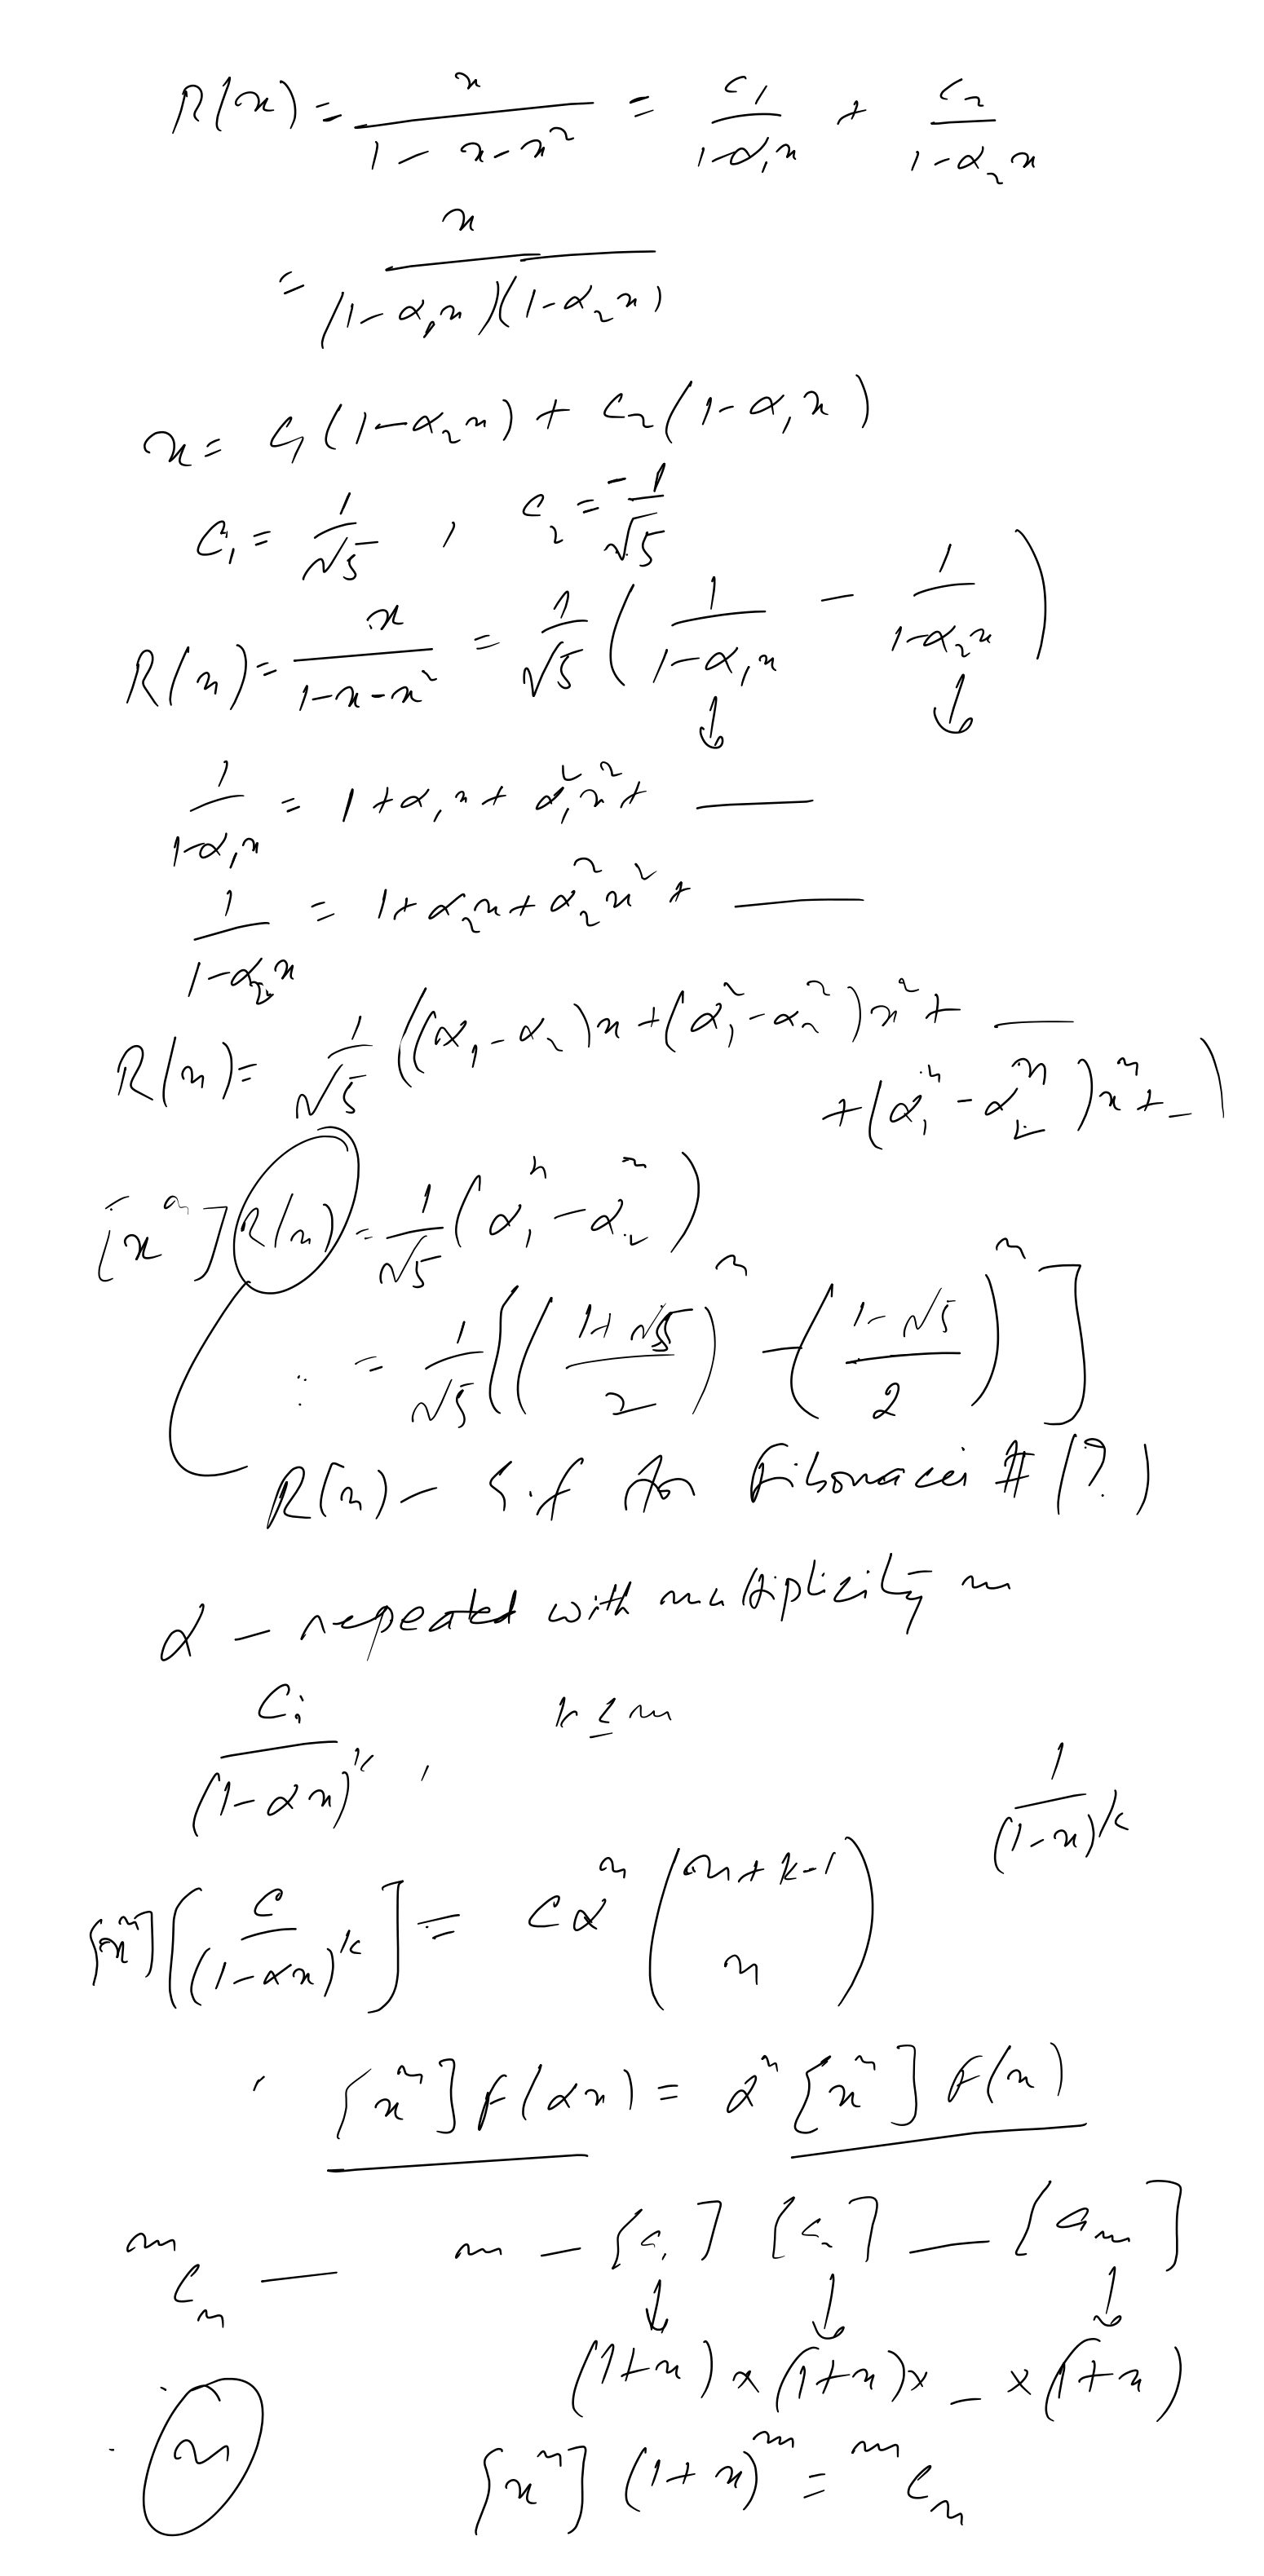 R(x) = x / (1 - x - x²) = c₁ / (1-α₁x) + c₂ / (1-α₂x)
= x / (1-α₁x)(1-α₂x)
x = c₁(1-α₂x) + c₂(1-α₁x)
c₁ = 1/√5 , c₂ = -1/√5
R(x) = x / (1-x-x²) = 1/√5 ( 1/(1-α₁x) - 1/(1-α₂x) )
↓ ↓
1/(1-α₁x) = 1 + α₁x + α₁²x² + —
1/(1-α₂x) = 1 + α₂x + α₂²x² + —
R(x) = 1/√5 ((α₁-α₂)x + (α₁²-α₂²)x² + —
+ (α₁ⁿ - α₂ⁿ)xⁿ + - )
[xⁿ] R(x) = 1/√5 (α₁ⁿ - α₂ⁿ)
= 1/√5 [((1+√5)/2)ⁿ - ((1-√5)/2)ⁿ]
R(x) - G.f for Fibonacci # (?)
α - repeated with multiplicity m
Cᵢ / (1-αx)ᵏ , k ≤ m
1 / (1-x)ᵏ
[xⁿ] [C / (1-αx)ᵏ] = Cαⁿ (n+k-1 n)
[xⁿ] F(αx) = αⁿ [xⁿ] F(x)
ᵐCₙ — m - [a₁] [a₂] — [aₘ]
↓ ↓ ↓
(1+x) × (1+x) × - × (1+x)
n
[xⁿ] (1+x)ᵐ = ᵐCₙ